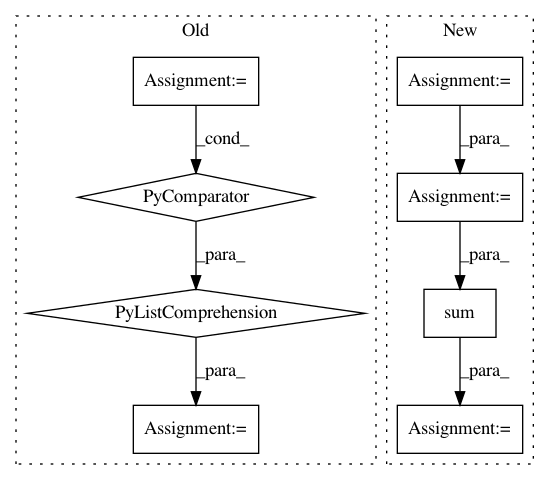 Old
New
Assignment:=
Assignment:=
_cond_
_para_
PyComparator
Assignment:=
_para_
_para_
PyListComprehension
sum
_para_
_para_
Assignment:=
Assignment:=